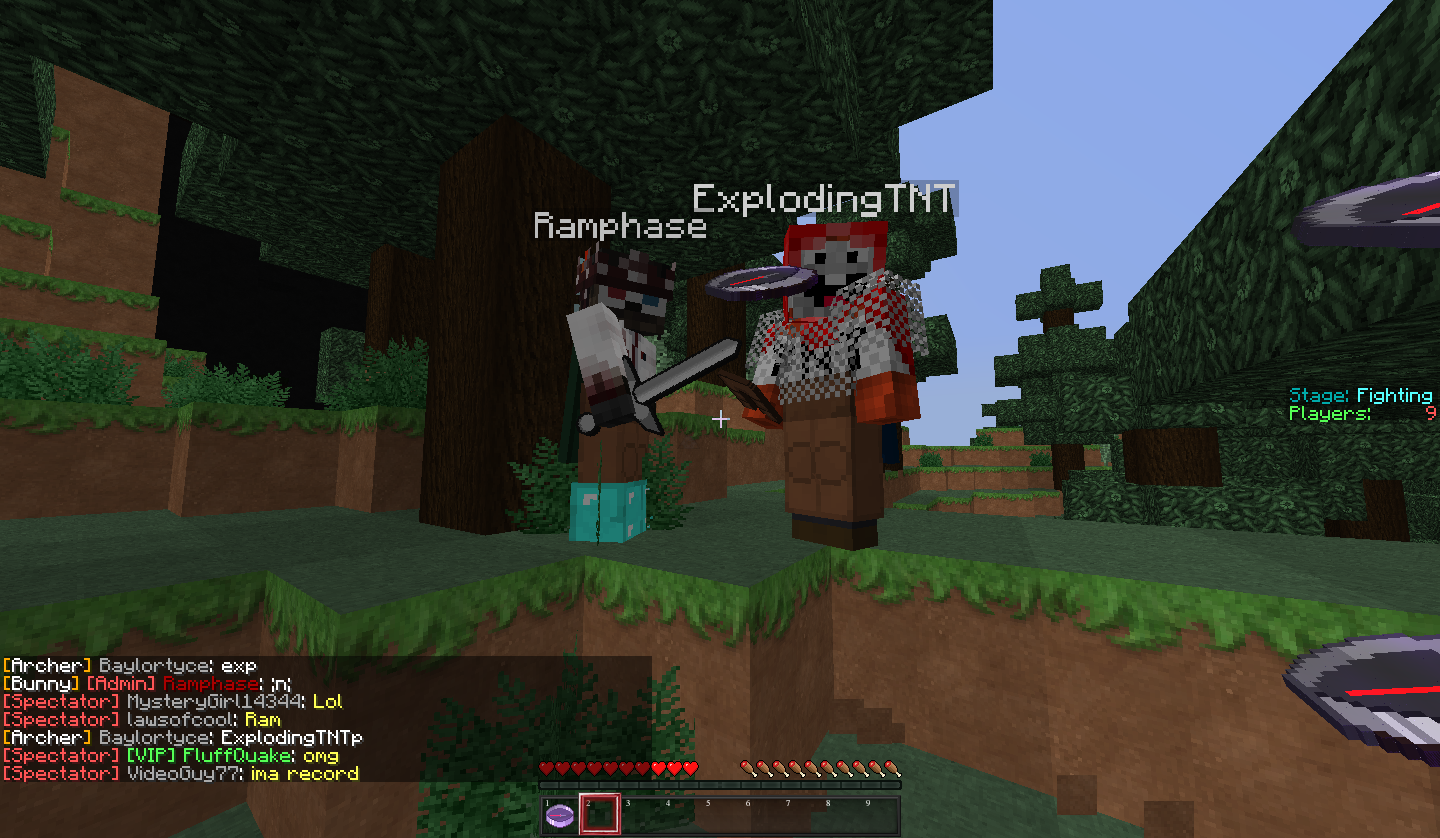 ExplodingTNT
Ramphase
Stage: Fighting
Players: 9
[Archer] Baylortyce: exp
[Bunny] [Admin] Ramphase: ;n;
[Spectator] MysteryGirl14344: Lol
[Spectator] lawsofcool: Ram
[Archer] Baylortyce: ExplodingTNTp
[Spectator] [VIP] FluffQuake: omg
[Spectator] VideoGuy77: ima record
1 2 3 4 5 6 7 8 9